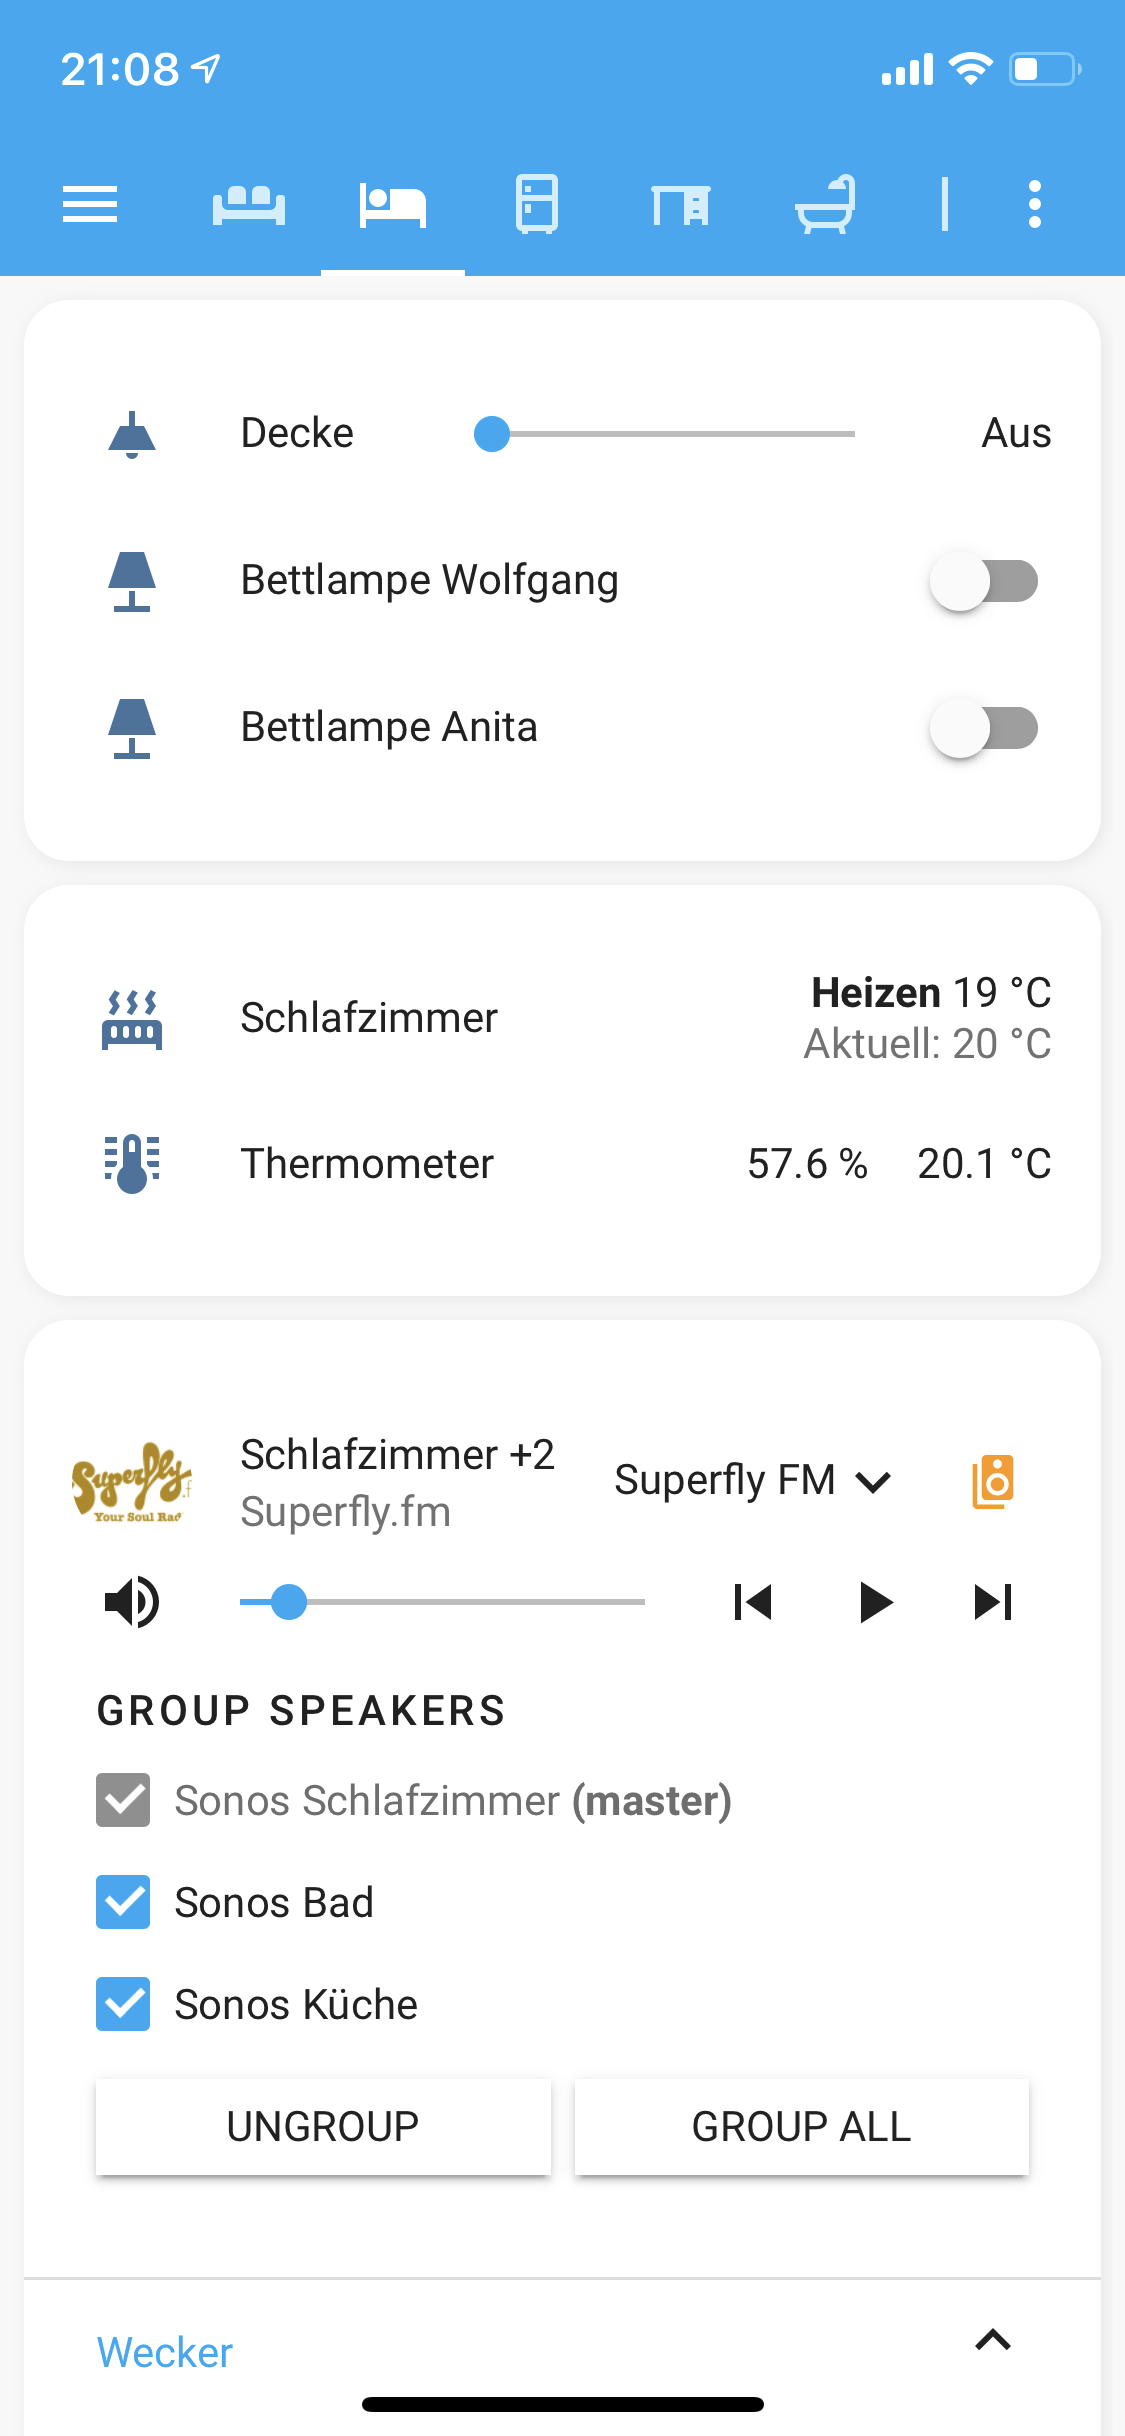 21:08
Decke Aus
Bettlampe Wolfgang
Bettlampe Anita
Schlafzimmer Heizen 19 °C
Aktuell: 20 °C
Thermometer 57.6 % 20.1 °C
Superfly.f
Your Soul Rad
Schlafzimmer +2
Superfly.fm
Superfly FM
GROUP SPEAKERS
Sonos Schlafzimmer (master)
Sonos Bad
Sonos Küche
UNGROUP GROUP ALL
Wecker